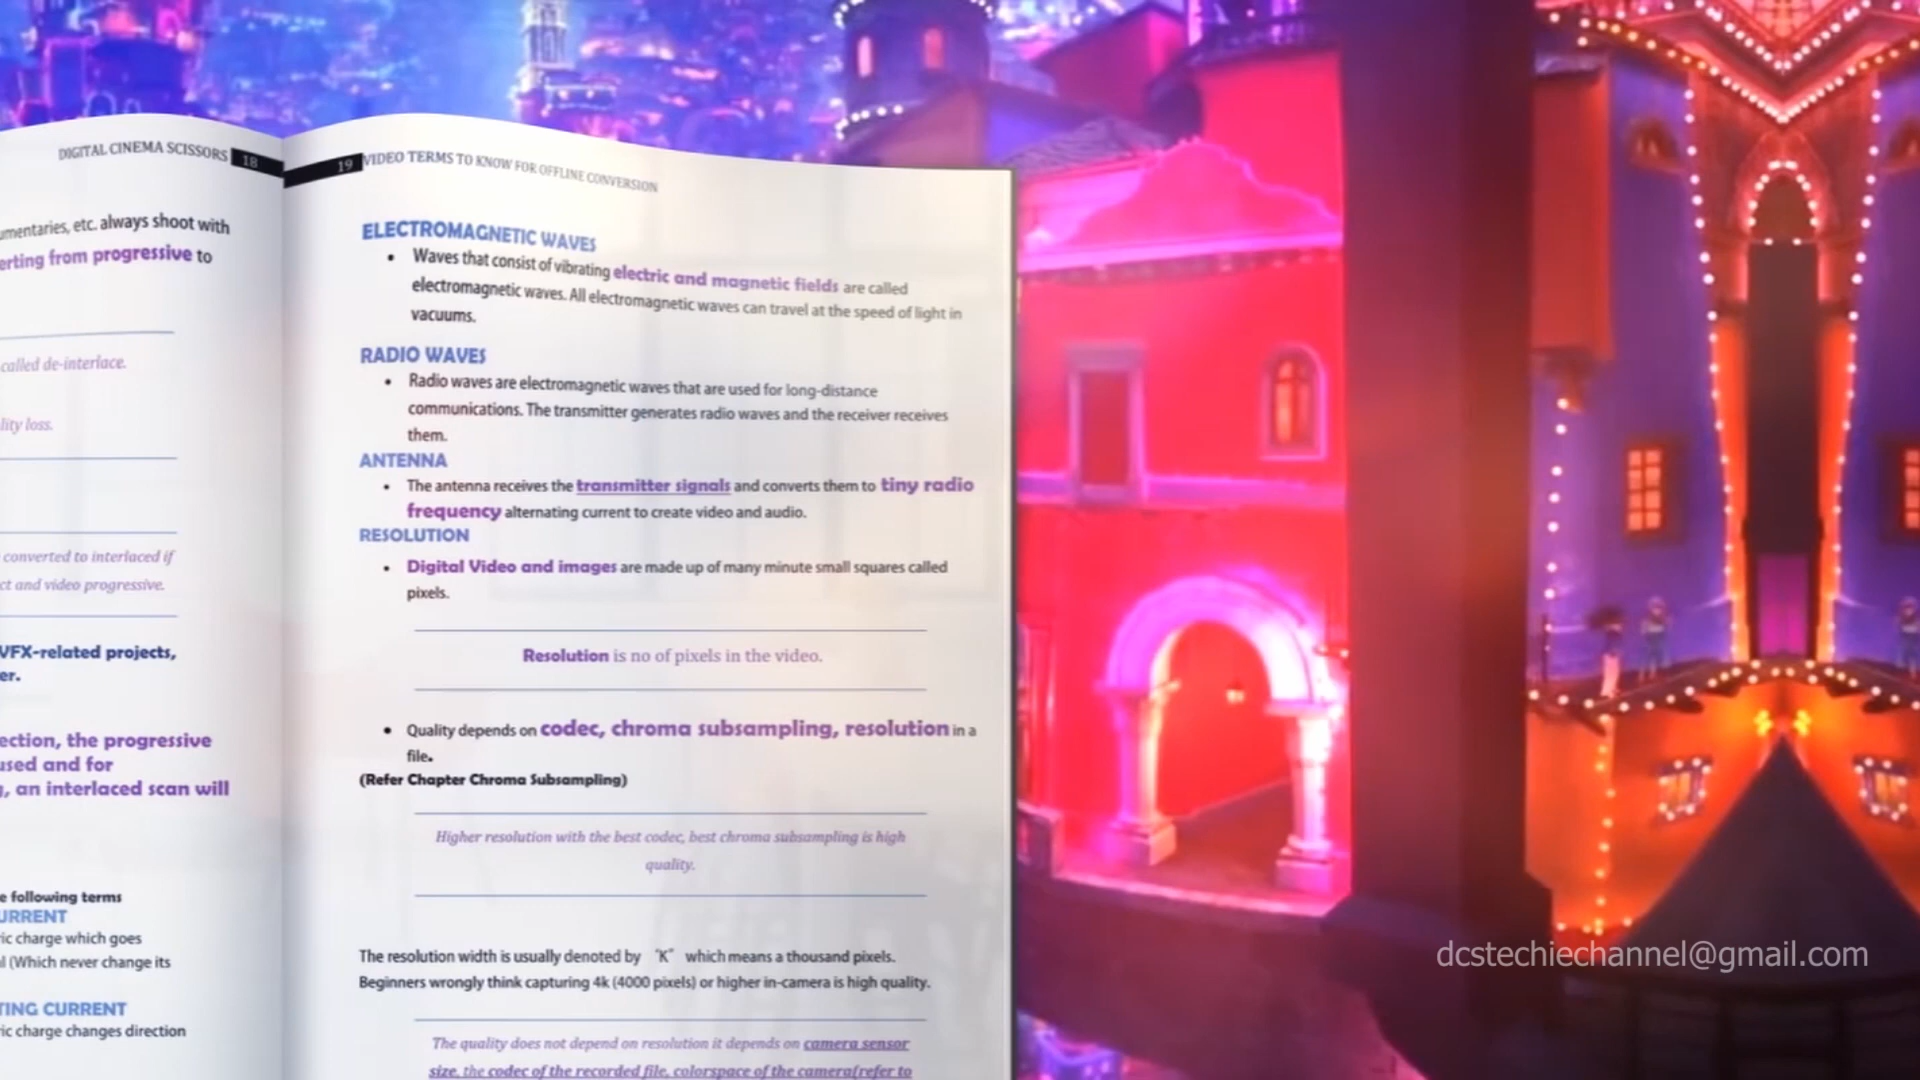 DIGITAL CINEMA SCISSORS 18
umentaries, etc. always shoot with
erting from progressive to
called de-interlace.
lity loss.
converted to interlaced if
ct and video progressive.
VFX-related projects,
er.
ection, the progressive
used and for
, an interlaced scan will
e following terms
URRENT
ic charge which goes
l (Which never change its
TING CURRENT
ic charge changes direction
19 VIDEO TERMS TO KNOW FOR OFFLINE CONVERSION
ELECTROMAGNETIC WAVES
• Waves that consist of vibrating electric and magnetic fields are called
electromagnetic waves. All electromagnetic waves can travel at the speed of light in
vacuums.
RADIO WAVES
• Radio waves are electromagnetic waves that are used for long-distance
communications. The transmitter generates radio waves and the receiver receives
them.
ANTENNA
• The antenna receives the transmitter signals and converts them to tiny radio
frequency alternating current to create video and audio.
RESOLUTION
• Digital Video and images are made up of many minute small squares called
pixels.
Resolution is no of pixels in the video.
• Quality depends on codec, chroma subsampling, resolution in a
file.
(Refer Chapter Chroma Subsampling)
Higher resolution with the best codec, best chroma subsampling is high
quality.
The resolution width is usually denoted by "K" which means a thousand pixels.
Beginners wrongly think capturing 4k (4000 pixels) or higher in-camera is high quality.
The quality does not depend on resolution it depends on camera sensor
size, the codec of the recorded file, colorspace of the camera(refer to
dcstechiechannel@gmail.com